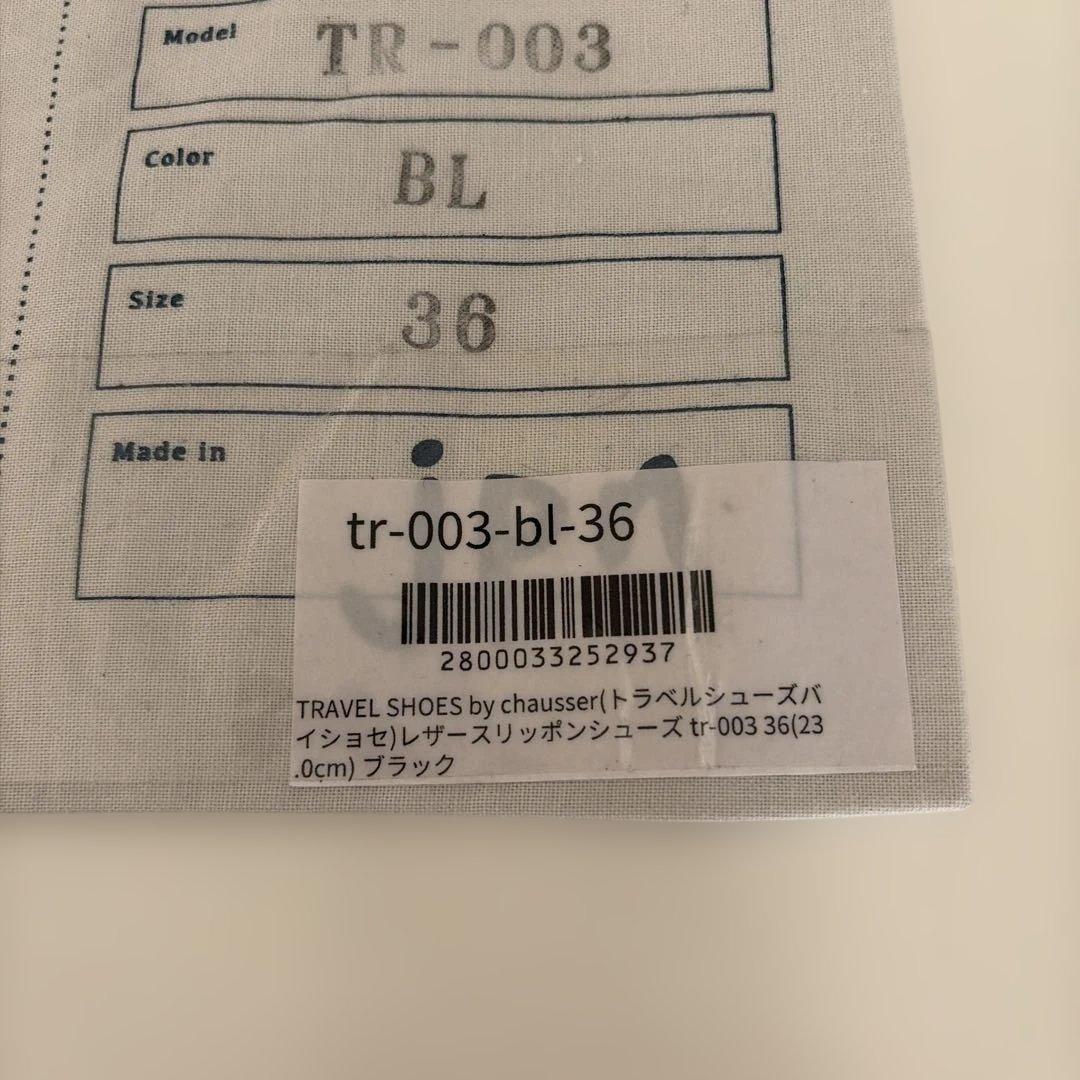 Model TR-003
Color BL
Size 36
Made in jpn
tr-003-bl-36
2800033252937
TRAVEL SHOES by chausser(トラベルシューズバ
イショセ)レザースリッポンシューズ tr-003 36(23
.0cm) ブラック